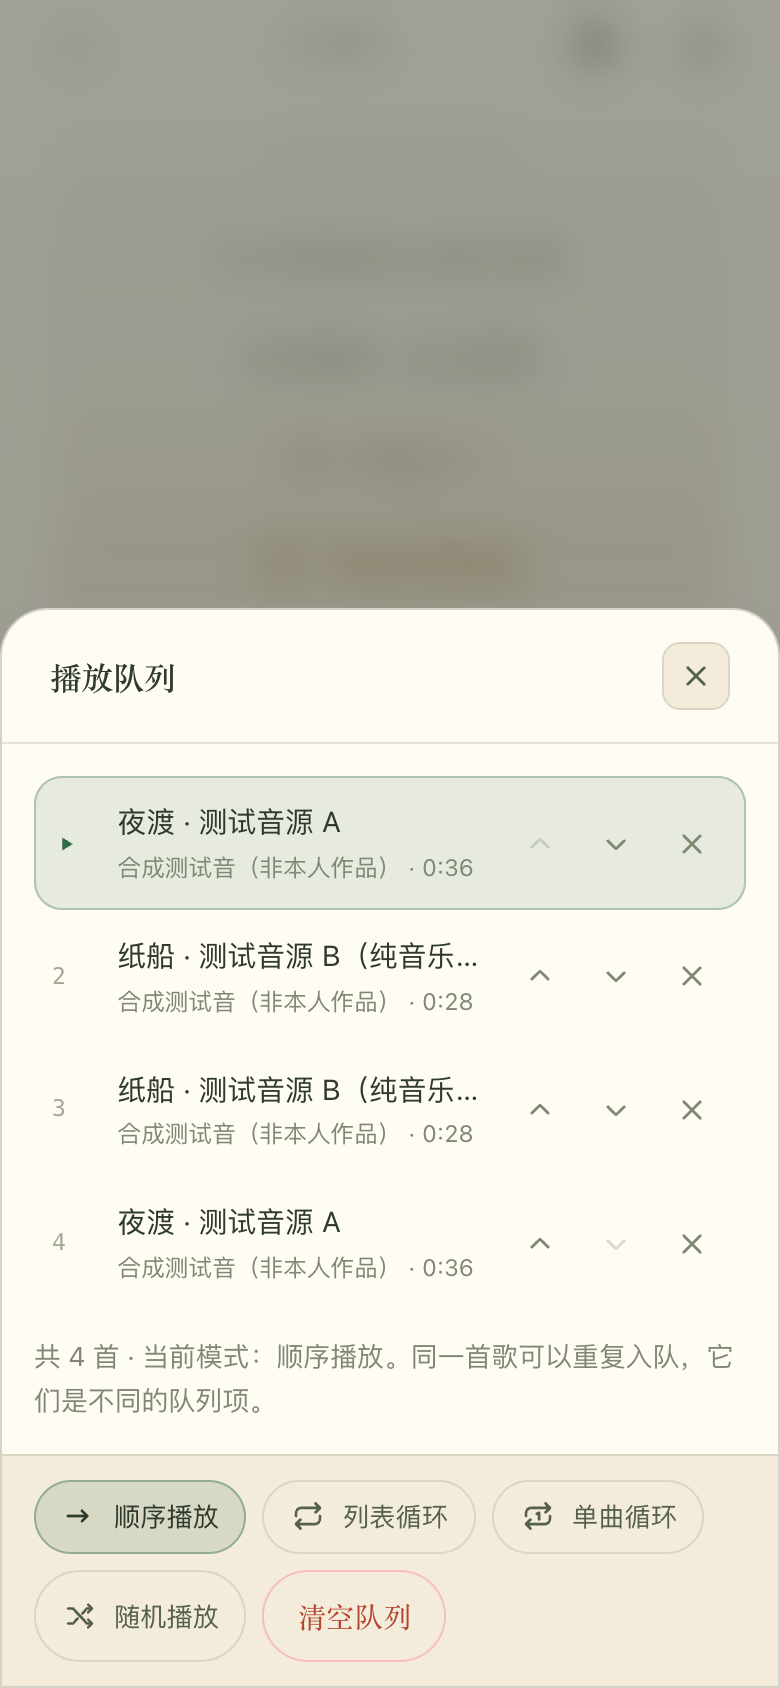 播放队列
夜渡 · 测试音源 A
合成测试音（非本人作品） · 0:36
2
纸船 · 测试音源 B（纯音乐...
合成测试音（非本人作品） · 0:28
3
纸船 · 测试音源 B（纯音乐...
合成测试音（非本人作品） · 0:28
4
夜渡 · 测试音源 A
合成测试音（非本人作品） · 0:36
共 4 首 · 当前模式：顺序播放。同一首歌可以重复入队，它
们是不同的队列项。
顺序播放
列表循环
单曲循环
随机播放
清空队列